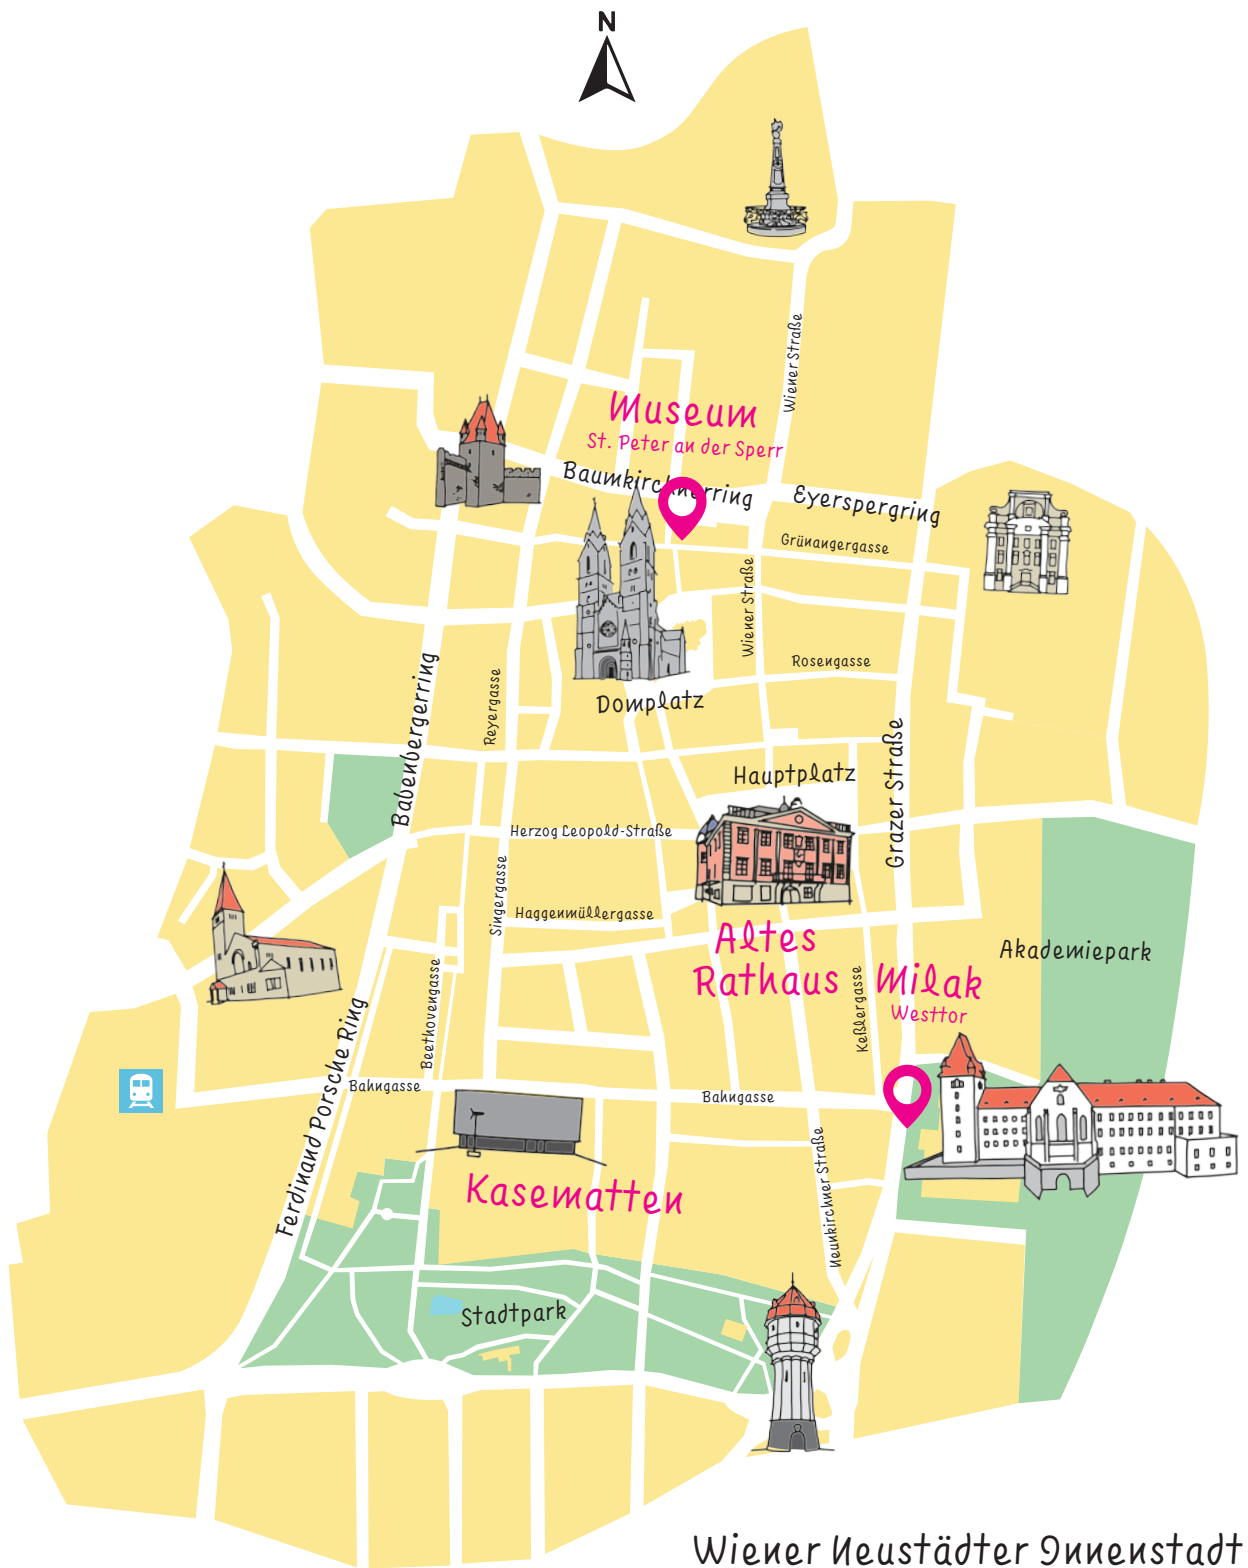 N
Wiener Straße
Museum
St. Peter an der Sperr
Baumkirchnerring
Eyerspergring
Grünangergasse
Wiener Straße
Rosengasse
Babenbergerring
Reyergasse
Domplatz
Grazer Straße
Hauptplatz
Herzog Leopold-Straße
Singergasse
Haggenmüllergasse
Altes
Rathaus
Akademiepark
Milak
Westtor
Keßlergasse
Beethovengasse
Ferdinand Porsche Ring
Bahngasse
Bahngasse
Neunkirchner Straße
Kasematten
Stadtpark
Wiener Neustädter Innenstadt